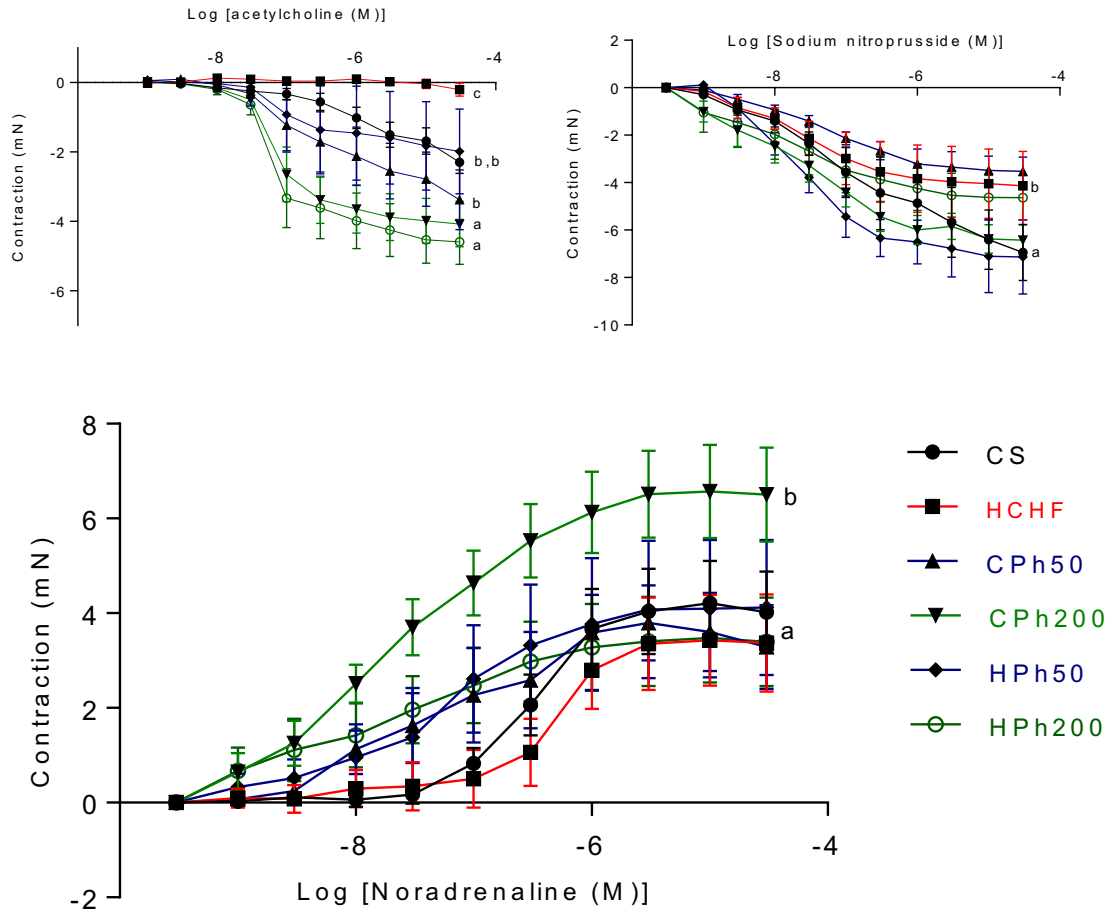 Log [acetylcholine (M)]
-8
-6
-4
0
-2
-4
-6
Contraction (mN)
c
b,b
b
a
a
Log [Sodium nitroprusside (M)]
2
0
-2
-4
-6
-8
-10
-8
-6
-4
Contraction (mN)
b
a
8
6
4
2
0
-2
Contraction (mN)
b
a
-8
-6
-4
Log [Noradrenaline (M)]
CS
HCHF
CPh50
CPh200
HPh50
HPh200